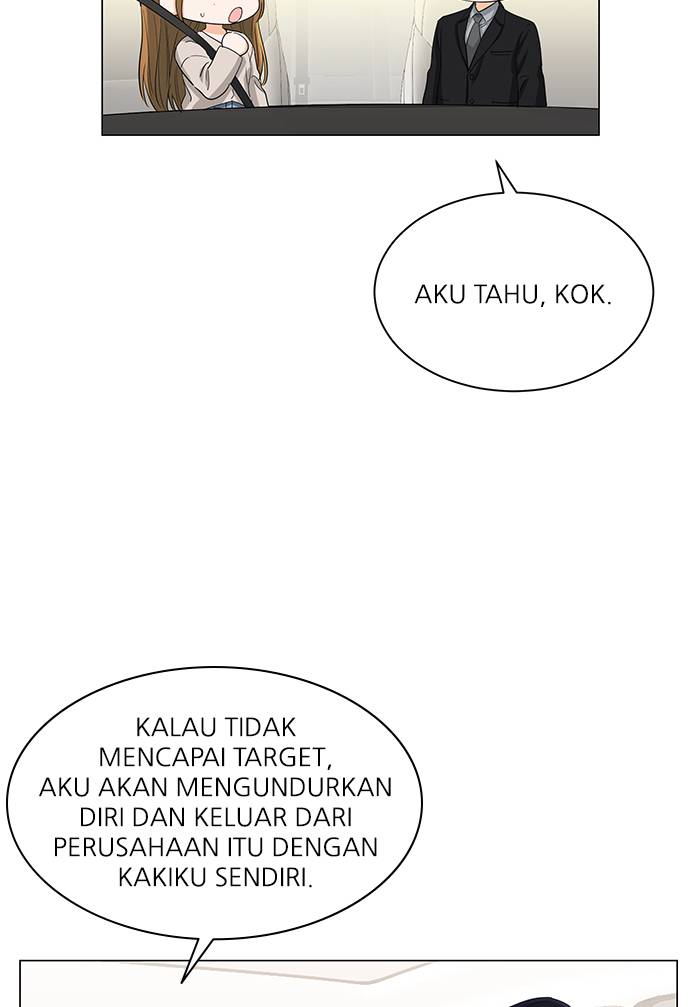 AKU TAHU, KOK.
KALAU TIDAK
MENCAPAI TARGET,
AKU AKAN MENGUNDURKAN
DIRI DAN KELUAR DARI
PERUSAHAAN ITU DENGAN
KAKIKU SENDIRI.